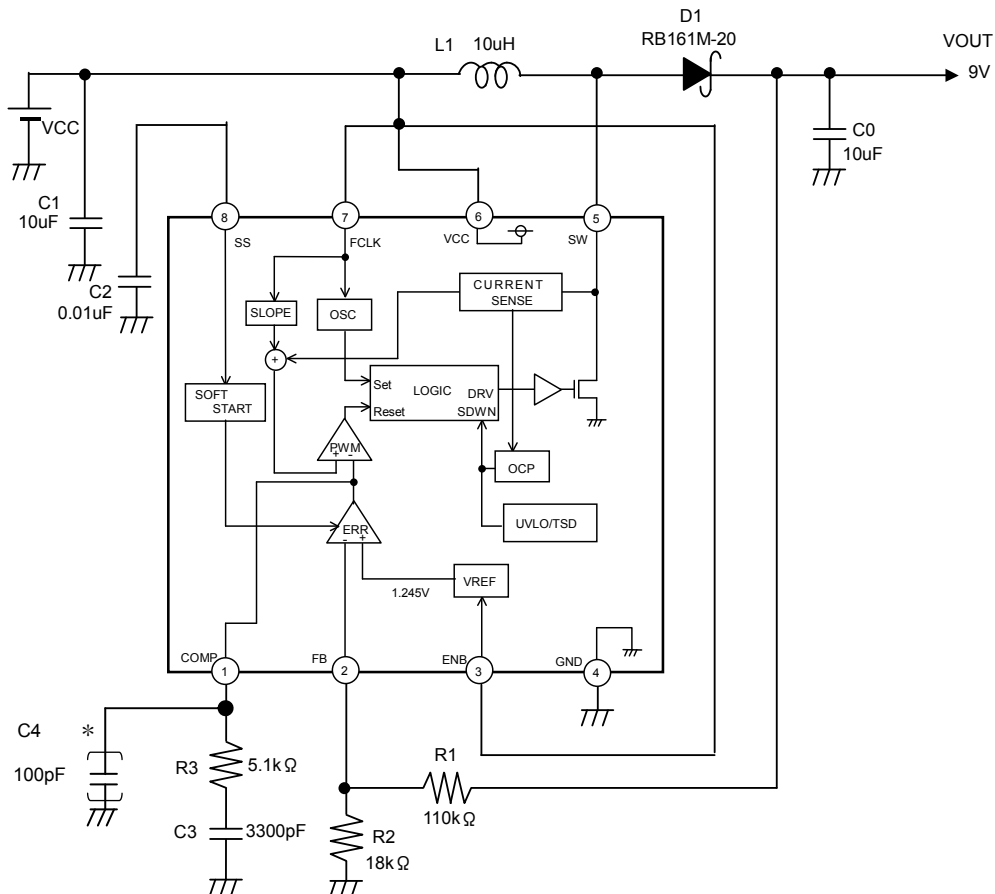 D1
RB161M-20
L1 10uH
VOUT
9V
VCC
C0
10uF
C1
10uF
8
7
6
5
SS
FCLK
VCC
SW
C2
0.01uF
CURRENT
SENSE
SLOPE
OSC
+
Set
LOGIC
DRV
SOFT
START
Reset
SDWN
PWM
+ -
OCP
UVLO/TSD
ERR
- +
VREF
1.245V
COMP
FB
ENB
GND
1
2
3
4
C4 *
100pF
R3 5.1kΩ
R1
110kΩ
C3 3300pF
R2
18kΩ